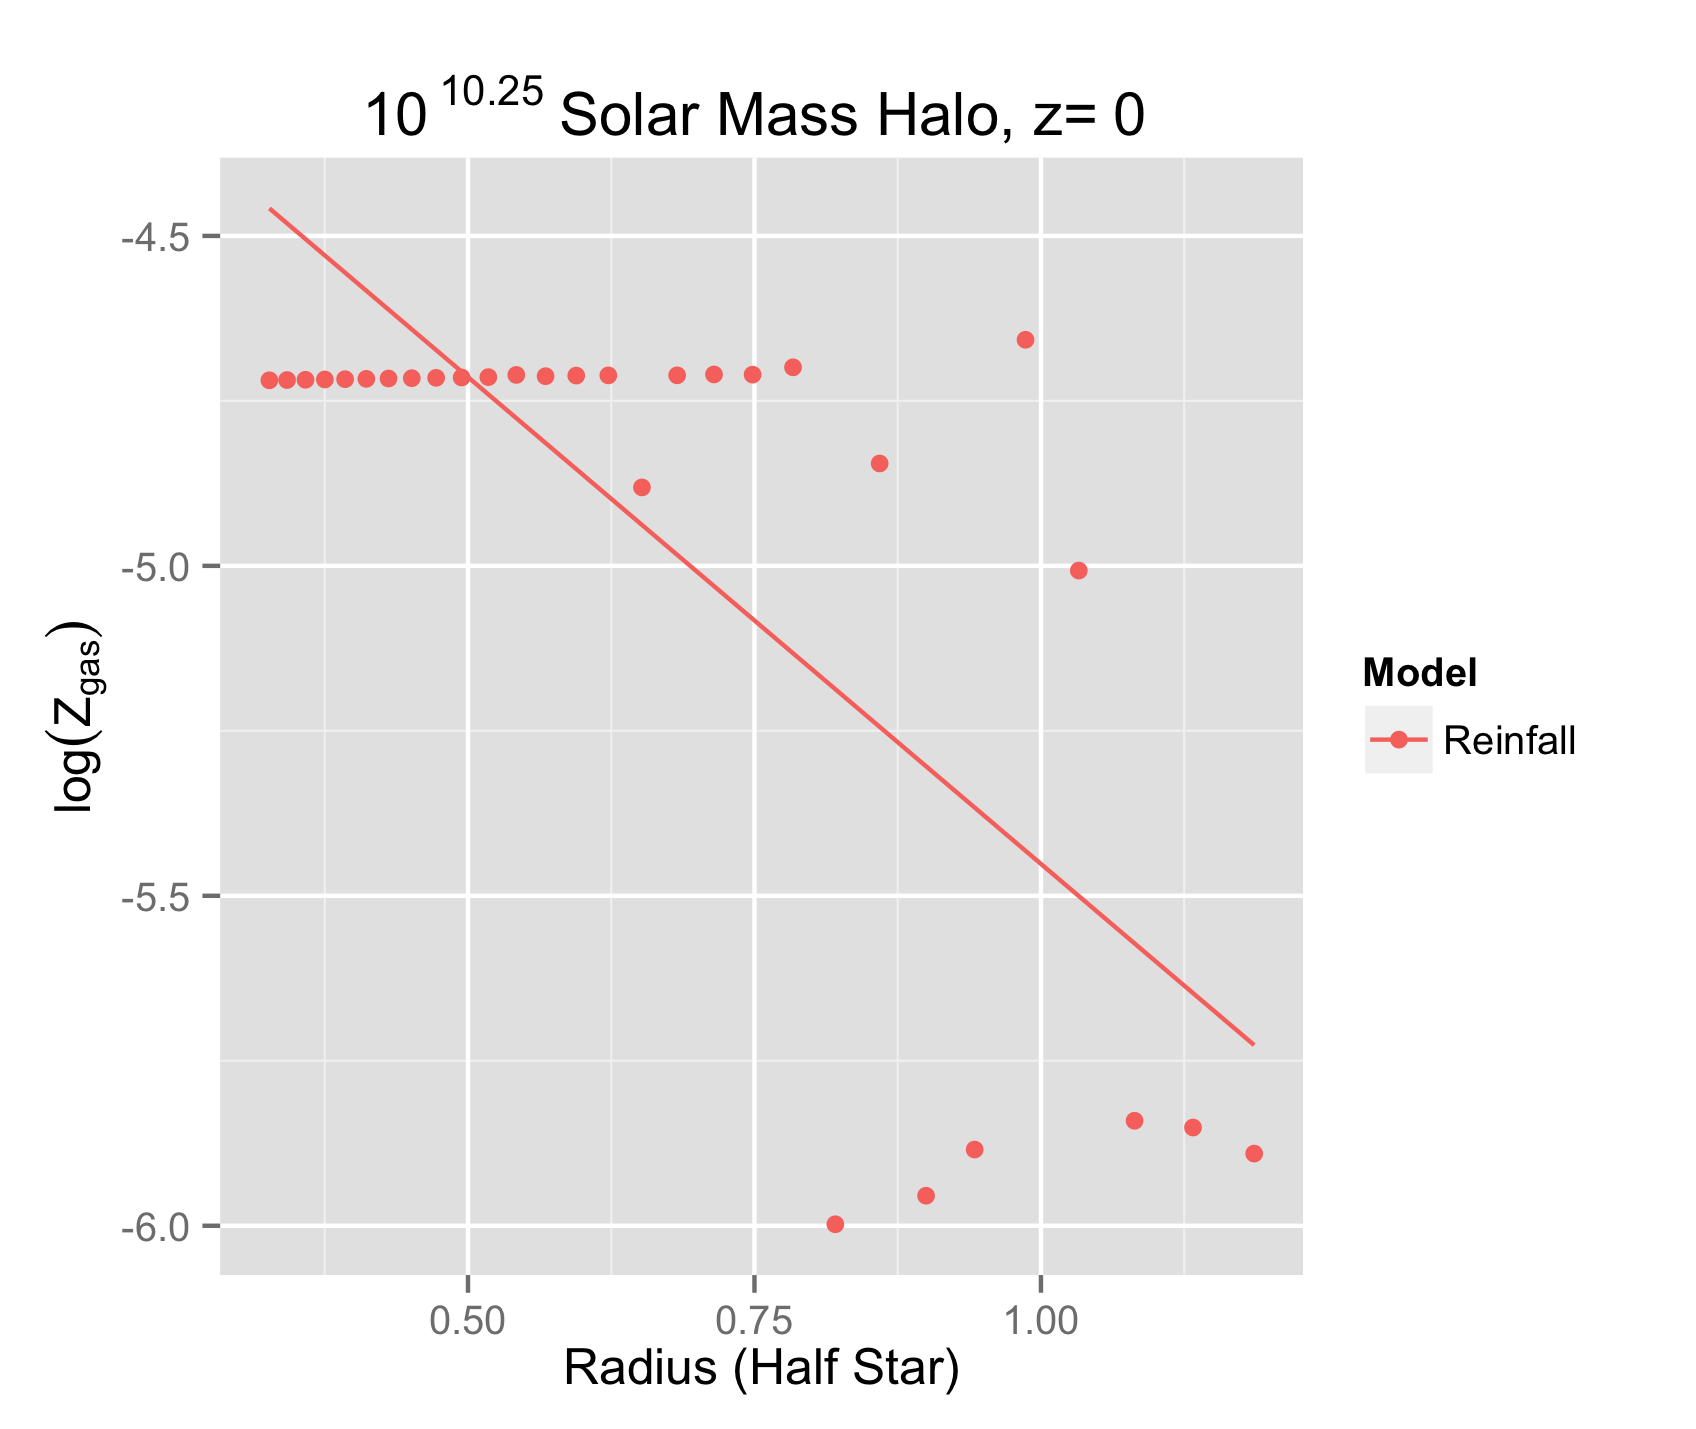 10 10.25 Solar Mass Halo, z= 0
-4.5
-5.0
-5.5
-6.0
log(Zgas)
0.50 0.75 1.00
Radius (Half Star)
Model
Reinfall